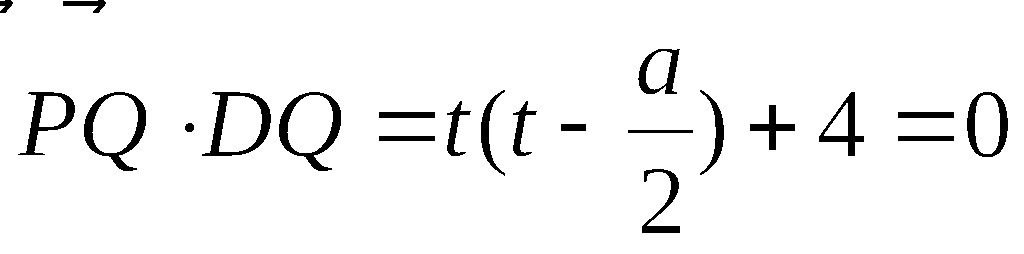 → →
PQ · DQ = t(t - a/2) + 4 = 0